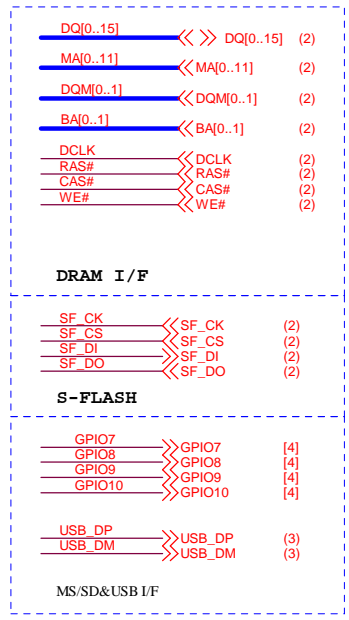 DQ[0..15] DQ[0..15] (2)
MA[0..11] MA[0..11] (2)
DQM[0..1] DQM[0..1] (2)
BA[0..1] BA[0..1] (2)
DCLK DCLK (2)
RAS# RAS# (2)
CAS# CAS# (2)
WE# WE# (2)
DRAM I/F
SF_CK SF_CK (2)
SF_CS SF_CS (2)
SF_DI SF_DI (2)
SF_DO SF_DO (2)
S-FLASH
GPIO7 GPIO7 [4]
GPIO8 GPIO8 [4]
GPIO9 GPIO9 [4]
GPIO10 GPIO10 [4]
USB_DP USB_DP (3)
USB_DM USB_DM (3)
MS/SD&USB I/F